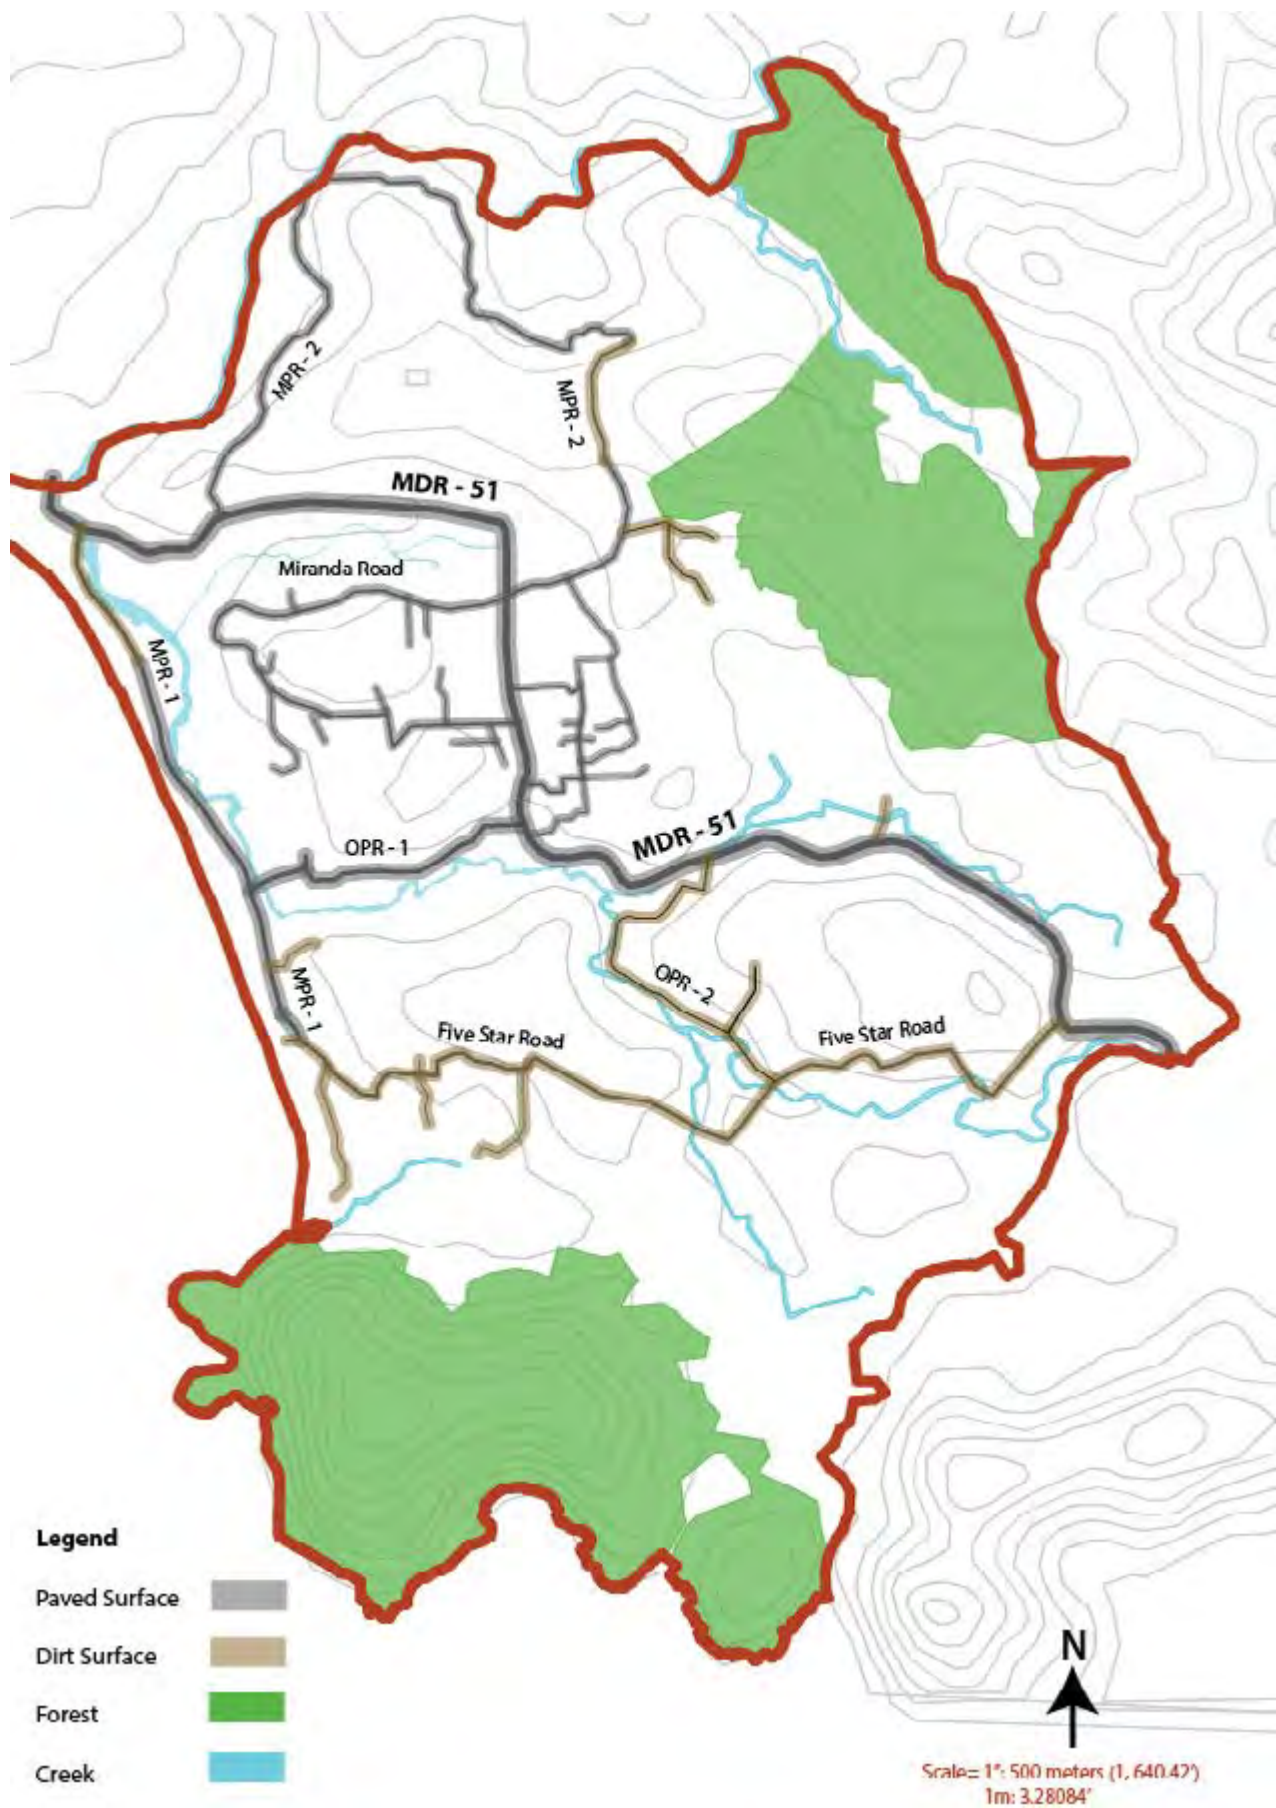 MPR - 2
MPR - 2
MDR - 51
Miranda Road
MPR - 1
MDR - 51
OPR - 1
OPR - 2
MPR - 1
Five Star Road
Five Star Road
Legend
Paved Surface
Dirt Surface
Forest
Creek
N
Scale= 1": 500 meters (1, 640.42')
1m: 3.28084'